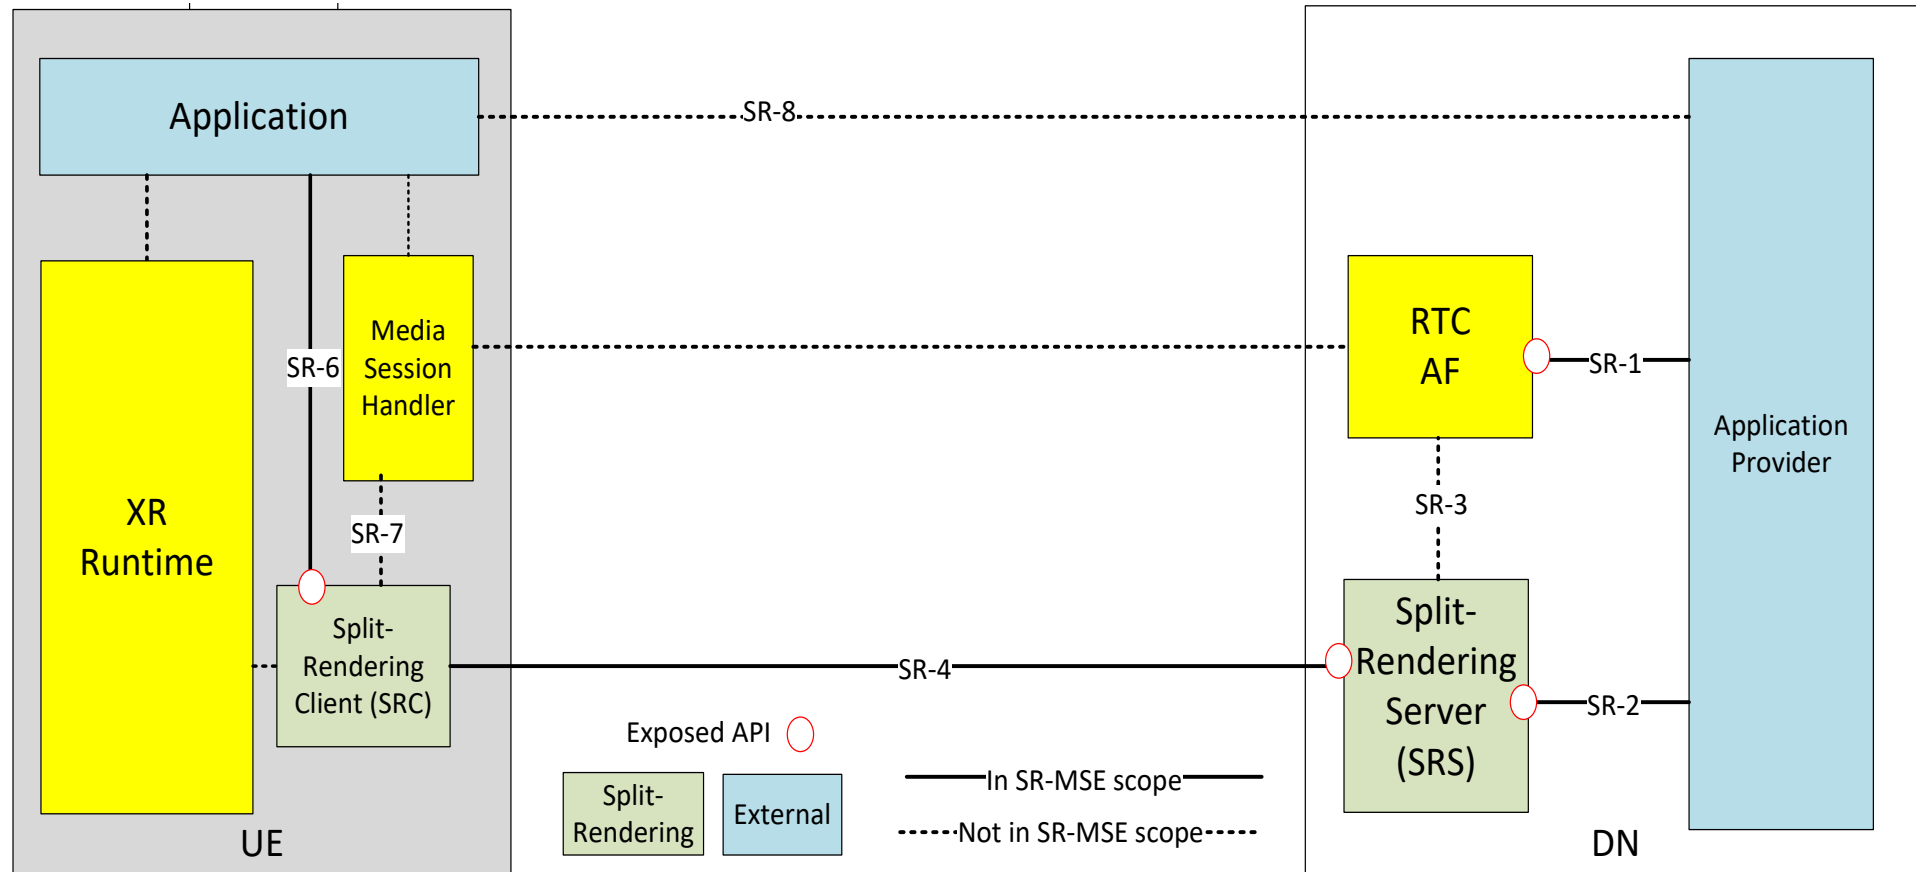 Application
SR-8
SR-6
Media
Session
Handler
RTC
AF
SR-1
Application
Provider
XR
Runtime
SR-7
SR-3
Split-
Rendering
Client (SRC)
SR-4
Split-
Rendering
Server
(SRS)
SR-2
Exposed API
Split-
Rendering
External
In SR-MSE scope
Not in SR-MSE scope
UE
DN